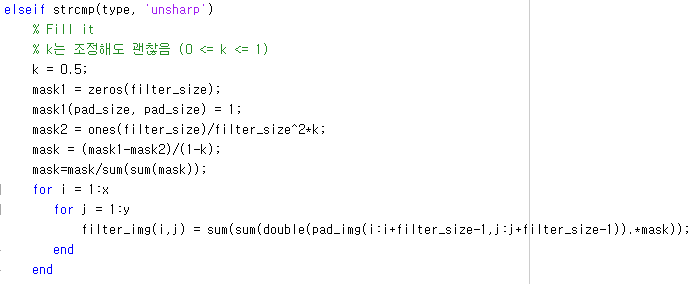 elseif strcmp(type, 'unsharp')
% Fill it
% k는 조정해도 괜찮음 (0 <= k <= 1)
k = 0.5;
mask1 = zeros(filter_size);
mask1(pad_size, pad_size) = 1;
mask2 = ones(filter_size)/filter_size^2*k;
mask = (mask1-mask2)/(1-k);
mask=mask/sum(sum(mask));
for i = 1:x
for j = 1:y
filter_img(i,j) = sum(sum(double(pad_img(i:i+filter_size-1,j:j+filter_size-1)).*mask));
end
end